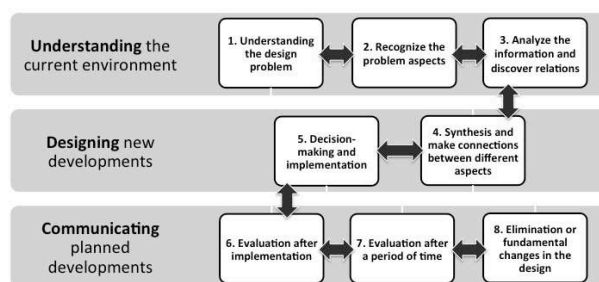 Understanding the
current environment
1. Understanding
the design
problem
2. Recognize the
problem aspects
3. Analyze the
information and
discover relations
Designing new
developments
5. Decision-
making and
implementation
4. Synthesis and
make connections
between different
aspects
Communicating
planned
developments
6. Evaluation after
implementation
7. Evaluation after
a period of time
8. Elimination or
fundamental
changes in the
design